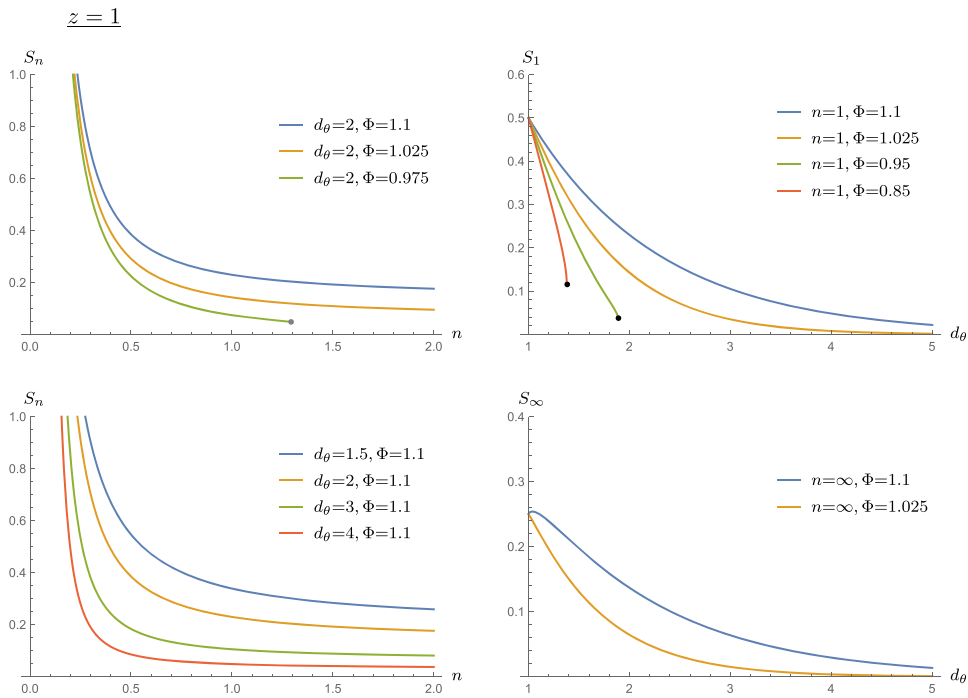 z = 1
S_n
1.0
0.8
0.6
0.4
0.2
0.0 0.5 1.0 1.5 2.0 n
d_θ=2, Φ=1.1
d_θ=2, Φ=1.025
d_θ=2, Φ=0.975
S_1
0.6
0.5
0.4
0.3
0.2
0.1
1 2 3 4 5 d_θ
n=1, Φ=1.1
n=1, Φ=1.025
n=1, Φ=0.95
n=1, Φ=0.85
S_n
1.0
0.8
0.6
0.4
0.2
0.0 0.5 1.0 1.5 2.0 n
d_θ=1.5, Φ=1.1
d_θ=2, Φ=1.1
d_θ=3, Φ=1.1
d_θ=4, Φ=1.1
S_∞
0.4
0.3
0.2
0.1
1 2 3 4 5 d_θ
n=∞, Φ=1.1
n=∞, Φ=1.025